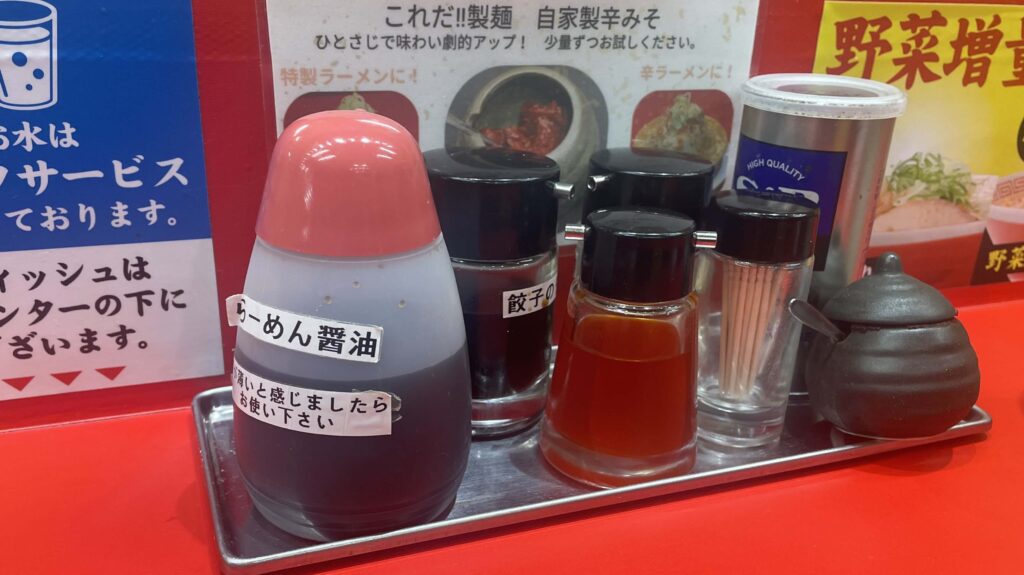 お水は
フサービス
ております。
ィッシュは
ンターの下に
ざいます。
これだ!!製麺 自家製辛みそ
ひとさじで味わい劇的アップ! 少量ずつお試しください。
特製ラーメンに!
辛ラーメンに!
野菜増量
HIGH QUALITY
野菜
餃子の
らーめん醤油
薄いと感じましたら
お使い下さい